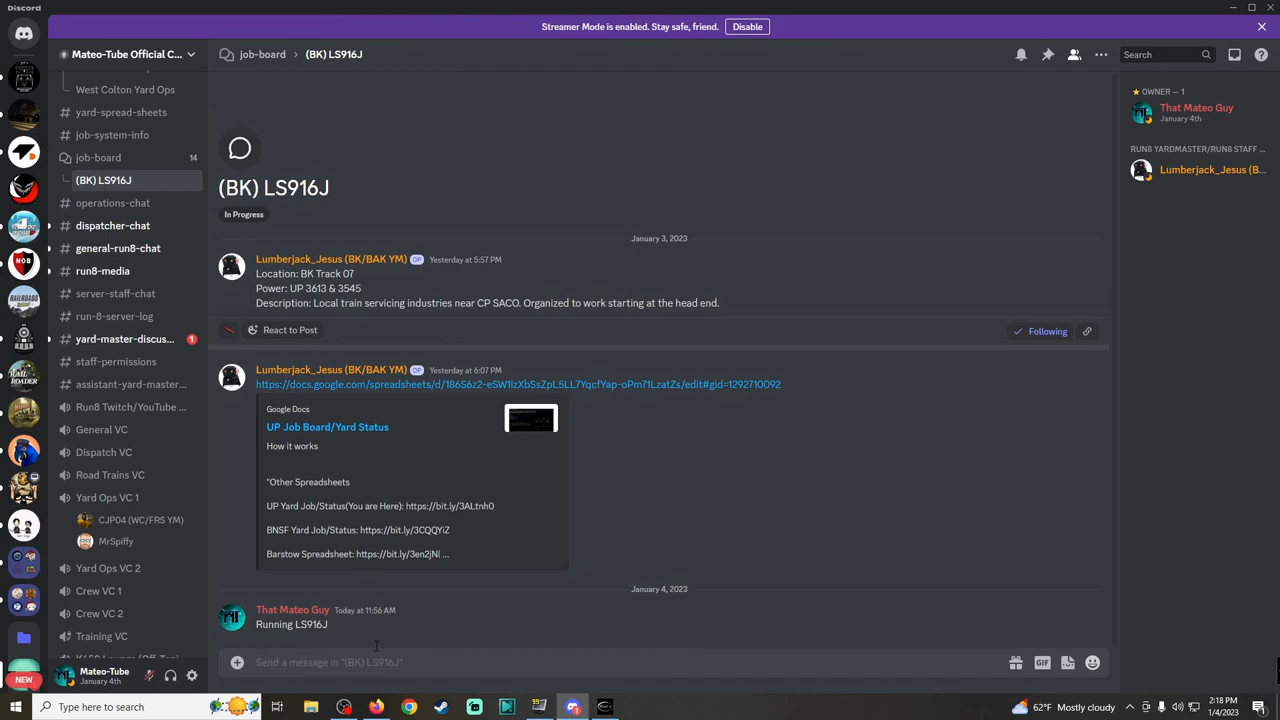 Discord
Streamer Mode is enabled. Stay safe, friend. Disable
Mateo-Tube Official C...
West Colton Yard Ops
yard-spread-sheets
job-system-info
job-board 14
(BK) LS916J
operations-chat
dispatcher-chat
general-run8-chat
run8-media
server-staff-chat
run-8-server-log
yard-master-discus... 1
staff-permissions
assistant-yard-master...
Run8 Twitch/YouTube ...
General VC
Dispatch VC
Road Trains VC
Yard Ops VC 1
CJP04 (WC/FRS YM)
MrSpiffy
Yard Ops VC 2
Crew VC 1
Crew VC 2
Training VC
NEW
Mateo-Tube
January 4th
job-board > (BK) LS916J
Search
(BK) LS916J
In Progress
January 3, 2023
Lumberjack_Jesus (BK/BAK YM) OP Yesterday at 5:57 PM
Location: BK Track 07
Power: UP 3613 & 3545
Description: Local train servicing industries near CP SACO. Organized to work starting at the head end.
React to Post
Following
Lumberjack_Jesus (BK/BAK YM) OP Yesterday at 6:07 PM
https://docs.google.com/spreadsheets/d/186S6z2-eSW1IzXbSsZpL5LL7YqcfYap-oPm71LzatZs/edit#gid=1292710092
Google Docs
UP Job Board/Yard Status
How it works
"Other Spreadsheets
UP Yard Job/Status(You are Here): https://bit.ly/3ALtnh0
BNSF Yard Job/Status: https://bit.ly/3CQQYiZ
Barstow Spreadsheet: https://bit.ly/3en2jNl ...
January 4, 2023
That Mateo Guy Today at 11:56 AM
Running LS916J
Send a message in "(BK) LS916J"
GIF
OWNER — 1
That Mateo Guy
January 4th
RUN8 YARDMASTER/RUN8 STAFF ...
Lumberjack_Jesus (B...
Type here to search
62°F Mostly cloudy
2:18 PM
1/4/2023